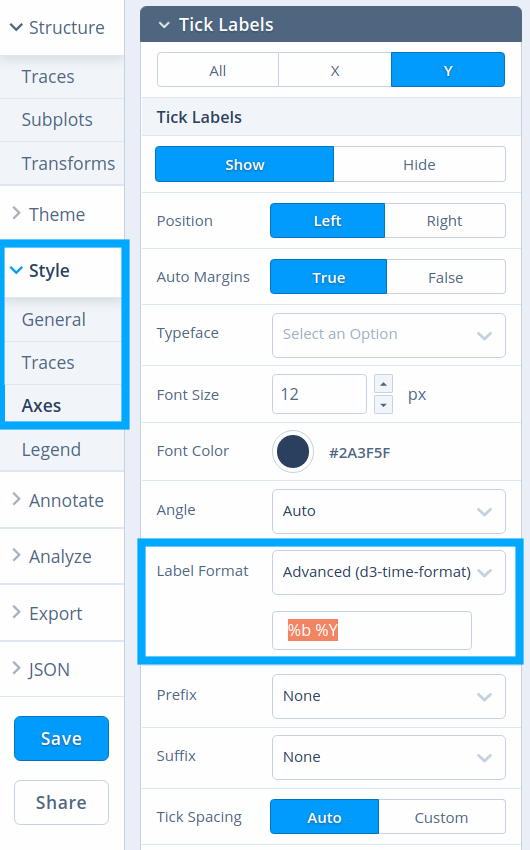 Structure
Traces
Subplots
Transforms
Theme
Style
General
Traces
Axes
Legend
Annotate
Analyze
Export
JSON
Save
Share
Tick Labels
All X Y
Tick Labels
Show Hide
Position Left Right
Auto Margins True False
Typeface Select an Option
Font Size 12 px
Font Color #2A3F5F
Angle Auto
Label Format Advanced (d3-time-format)
%b %Y
Prefix None
Suffix None
Tick Spacing Auto Custom